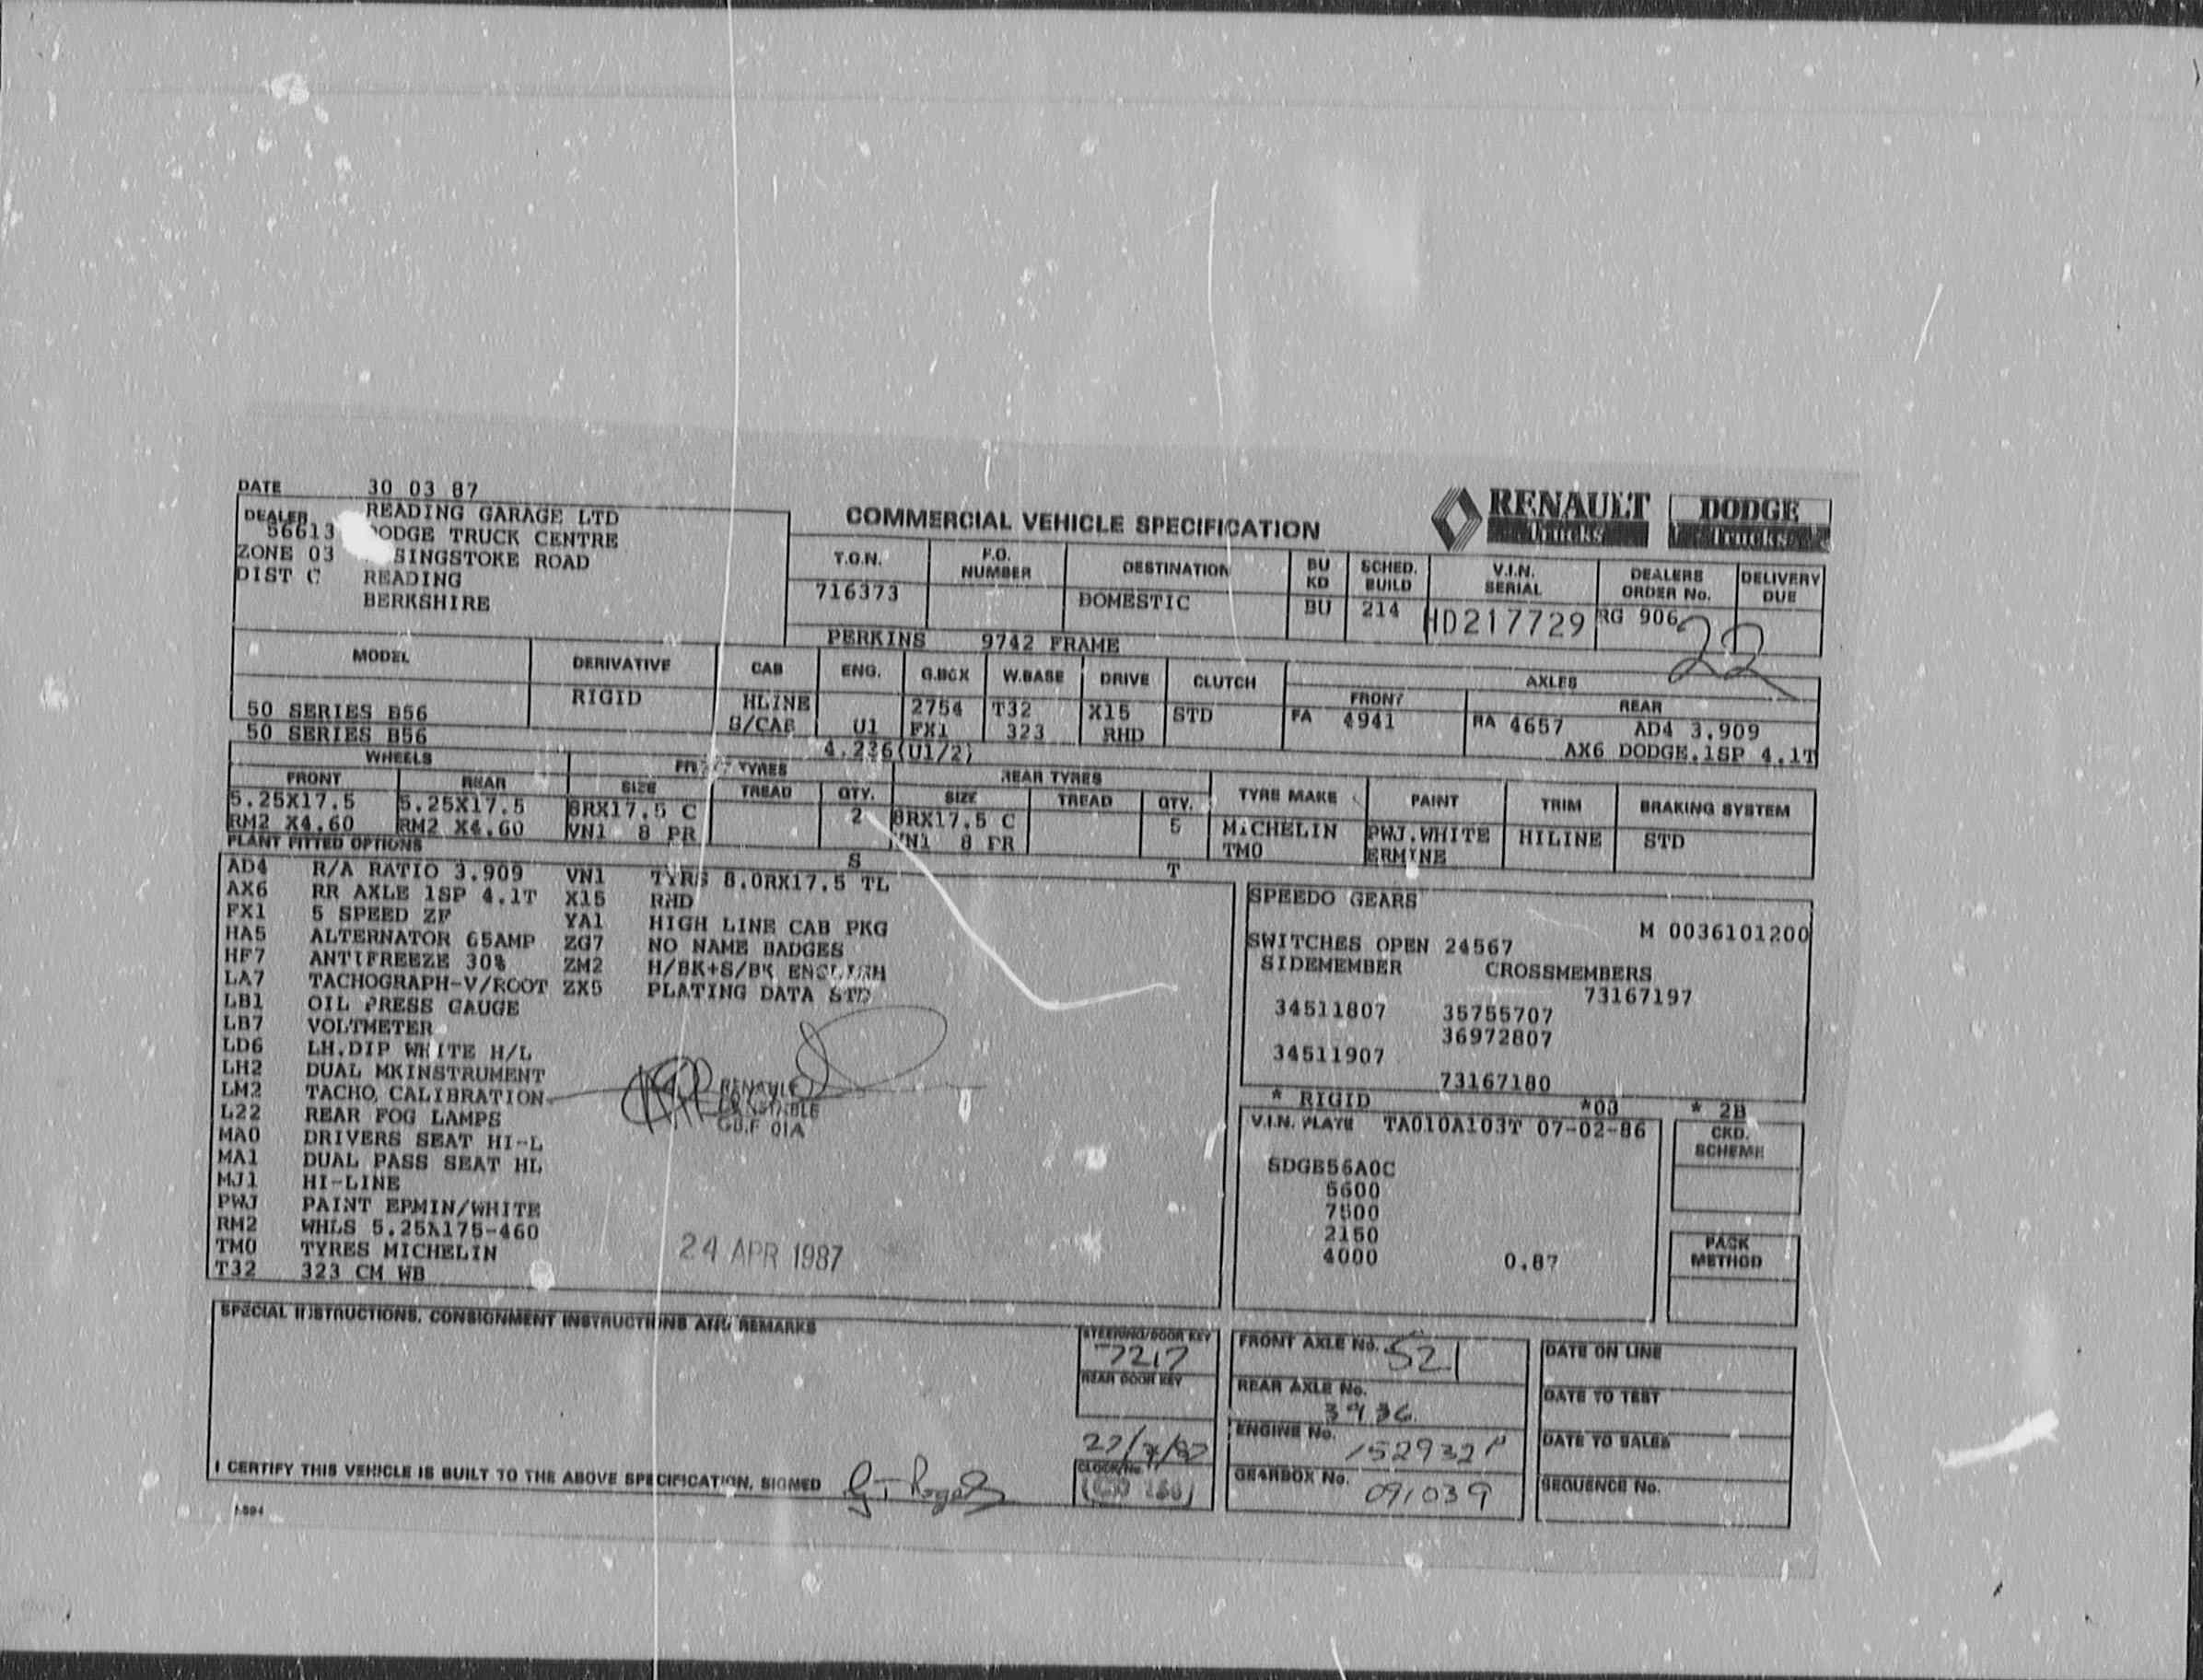 DATE 30 03 87
DEALER READING GARAGE LTD
56613 ODGE TRUCK CENTRE
ZONE 03 SINGSTOKE ROAD
DIST C READING
BERKSHIRE
COMMERCIAL VEHICLE SPECIFICATION
RENAULT Trucks
DODGE Trucks
T.O.N. F.O. NUMBER DESTINATION BU KD SCHED. BUILD V.I.N. SERIAL DEALERS ORDER No. DELIVERY DUE
716373 DOMESTIC BU 214 HD217729 RG 906
22
PERKINS 9742 FRAME
MODEL DERIVATIVE CAB ENG. G.BOX W.BASE DRIVE CLUTCH AXLES
FRONT REAR
50 SERIES B56 RIGID HLINE 2754 T32 X15 STD FA 4941 RA 4657 AD4 3.909
50 SERIES B56 S/CAB U1 FX1 323 RHD AX6 DODGE.1SP 4.1T
4.236(U1/2)
WHEELS TYRES REAR TYRES
FRONT REAR SIZE TREAD QTY. SIZE TREAD QTY. TYRE MAKE PAINT TRIM BRAKING SYSTEM
5.25X17.5 5.25X17.5 8RX17.5 C 2 8RX17.5 C 5 MICHELIN PWJ.WHITE HILINE STD
RM2 X4.60 RM2 X4.60 VN1 8 PR VN1 8 PR TM0 ERMINE
PLANT FITTED OPTIONS S T
AD4 R/A RATIO 3.909 VN1 TYRS 8.0RX17.5 TL
AX6 RR AXLE 1SP 4.1T X15 RHD
FX1 5 SPEED ZF YA1 HIGH LINE CAB PKG
HA5 ALTERNATOR 65AMP ZG7 NO NAME BADGES
HF7 ANTIFREEZE 30% ZM2 H/BK+S/BK ENGLISH
LA7 TACHOGRAPH-V/ROOT ZX5 PLATING DATA STD
LB1 OIL PRESS GAUGE
LB7 VOLTMETER
LD6 LH.DIP WHITE H/L
LH2 DUAL MKINSTRUMENT
LM2 TACHO.CALIBRATION
L22 REAR FOG LAMPS
MA0 DRIVERS SEAT HI-L
MA1 DUAL PASS SEAT HL
MJ1 HI-LINE
PWJ PAINT ERMIN/WHITE
RM2 WHLS 5.25X175-460
TM0 TYRES MICHELIN
T32 323 CM WB
RENAULT
01A
24 APR 1987
SPEEDO GEARS
M 0036101200
SWITCHES OPEN 24567
SIDEMEMBER CROSSMEMBERS
73167197
34511807 35755707
36972807
34511907
73167180
* RIGID *00 * 2B
V.I.N. PLATE TA010A103T 07-02-86
CKD. SCHEME
SDGB56A0C
5600
7500
2150
4000 0.87
PACK METHOD
SPECIAL INSTRUCTIONS, CONSIGNMENT INSTRUCTIONS AND REMARKS
STEERING/DOOR KEY
7217
REAR DOOR KEY
CLOCK No.
FRONT AXLE No. 521
REAR AXLE No.
3936
ENGINE No.
152932P
GEARBOX No. 091039
DATE ON LINE
DATE TO TEST
DATE TO SALES
SEQUENCE No.
I CERTIFY THIS VEHICLE IS BUILT TO THE ABOVE SPECIFICATION, SIGNED